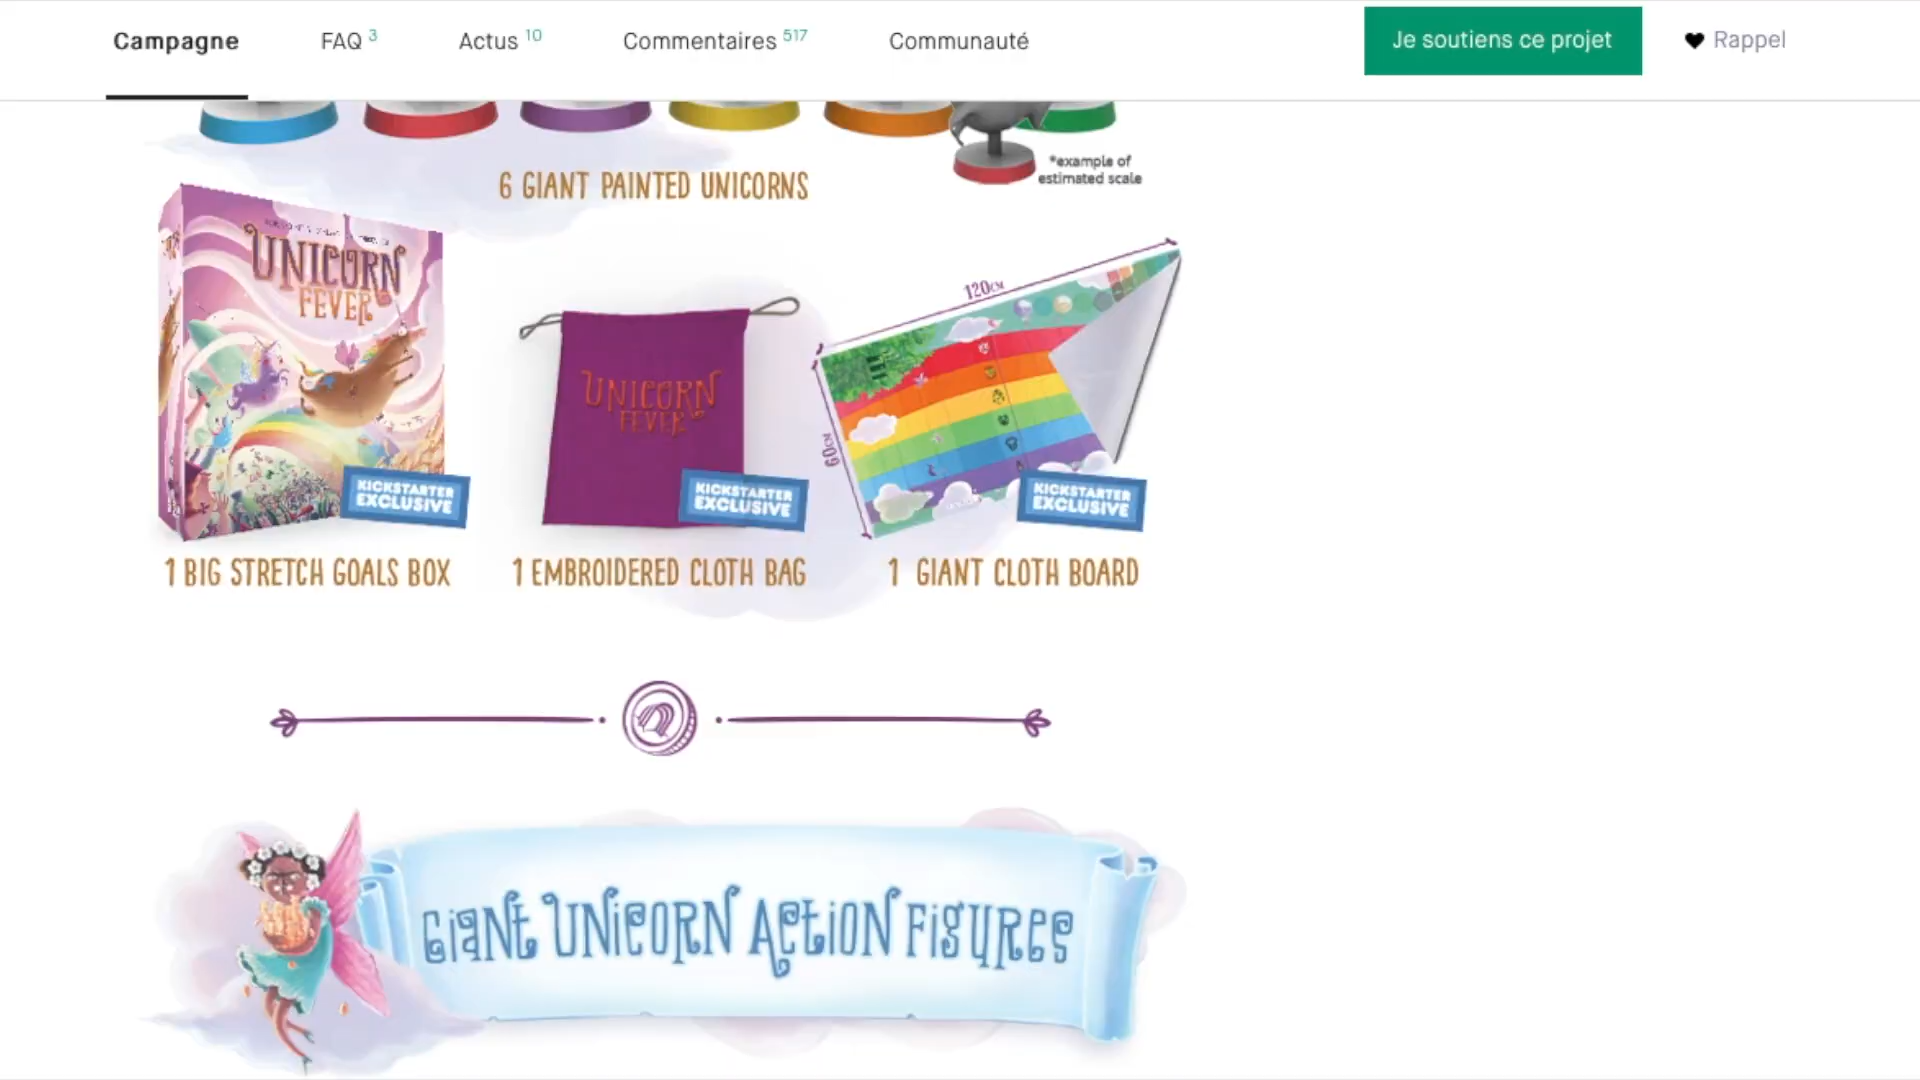 Campagne
FAQ 3
Actus 10
Commentaires 517
Communauté
Je soutiens ce projet
Rappel
*example of
estimated scale
6 GIANT PAINTED UNICORNS
UNICORN
FEVER
UNICORN
FEVER
120CM
60CM
KICKSTARTER
EXCLUSIVE
KICKSTARTER
EXCLUSIVE
KICKSTARTER
EXCLUSIVE
1 BIG STRETCH GOALS BOX
1 EMBROIDERED CLOTH BAG
1 GIANT CLOTH BOARD
GIANT UNICORN ACTION FIGURES